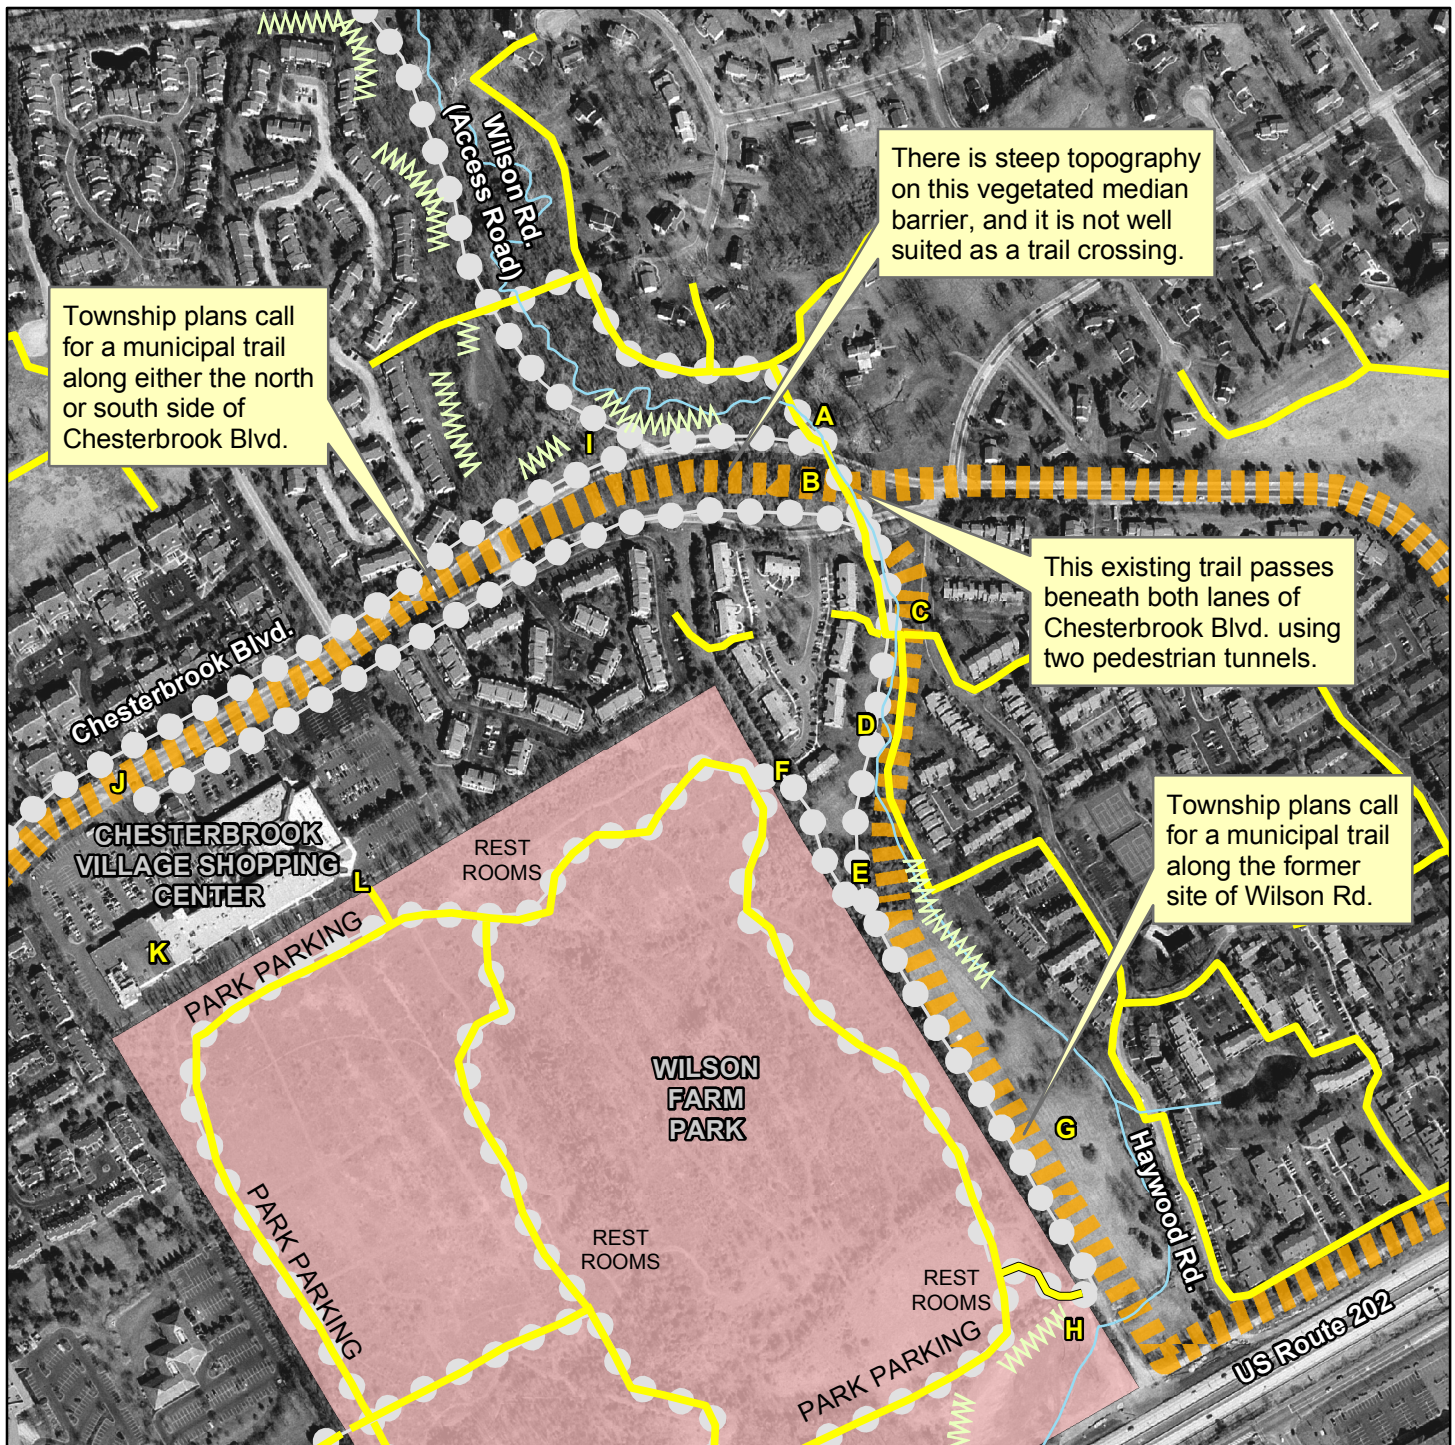 Wilson Rd.
(Access Road)
There is steep topography
on this vegetated median
barrier, and it is not well
suited as a trail crossing.
Township plans call
for a municipal trail
along either the north
or south side of
Chesterbrook Blvd.
A
I
B
This existing trail passes
beneath both lanes of
Chesterbrook Blvd. using
two pedestrian tunnels.
C
Chesterbrook Blvd.
D
F
J
Township plans call
for a municipal trail
along the former
site of Wilson Rd.
CHESTERBROOK
VILLAGE SHOPPING
CENTER
REST
ROOMS
L
E
K
PARK PARKING
WILSON
FARM
PARK
G
Haywood Rd.
PARK PARKING
REST
ROOMS
REST
ROOMS
H
PARK PARKING
US Route 202